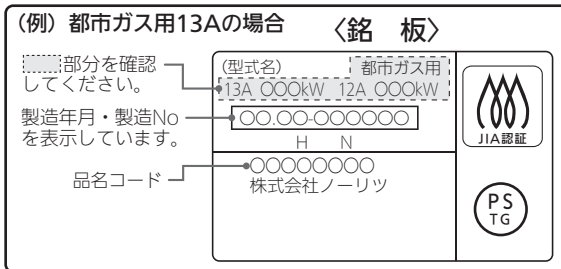 (例) 都市ガス用13Aの場合
〈銘 板〉
部分を確認
してください。
製造年月・製造No
を表示しています。
品名コード
(型式名)
都市ガス用
13A ○○○kW 12A ○○○kW
○○.○○-○○○○○○
H N
○○○○○○○○
株式会社ノーリツ
JIA認証
PS
TG